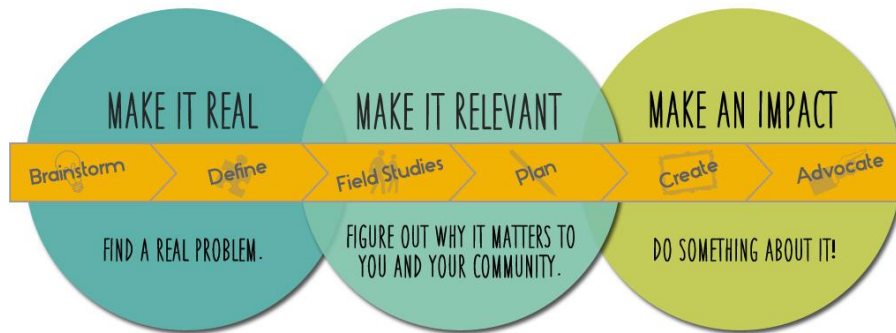 MAKE IT REAL
MAKE IT RELEVANT
MAKE AN IMPACT
Brainstorm
Define
Field Studies
Plan
Create
Advocate
FIND A REAL PROBLEM.
FIGURE OUT WHY IT MATTERS TO
YOU AND YOUR COMMUNITY.
DO SOMETHING ABOUT IT!